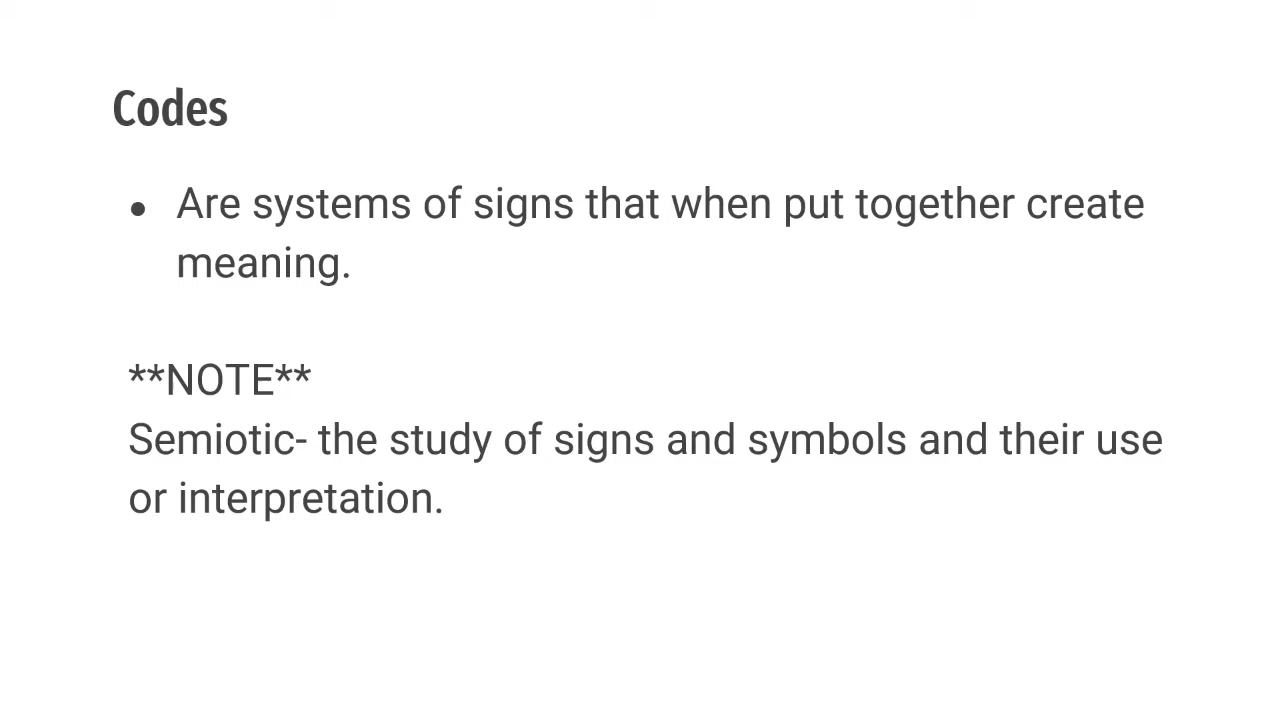 Codes
● Are systems of signs that when put together create
meaning.
**NOTE**
Semiotic- the study of signs and symbols and their use
or interpretation.